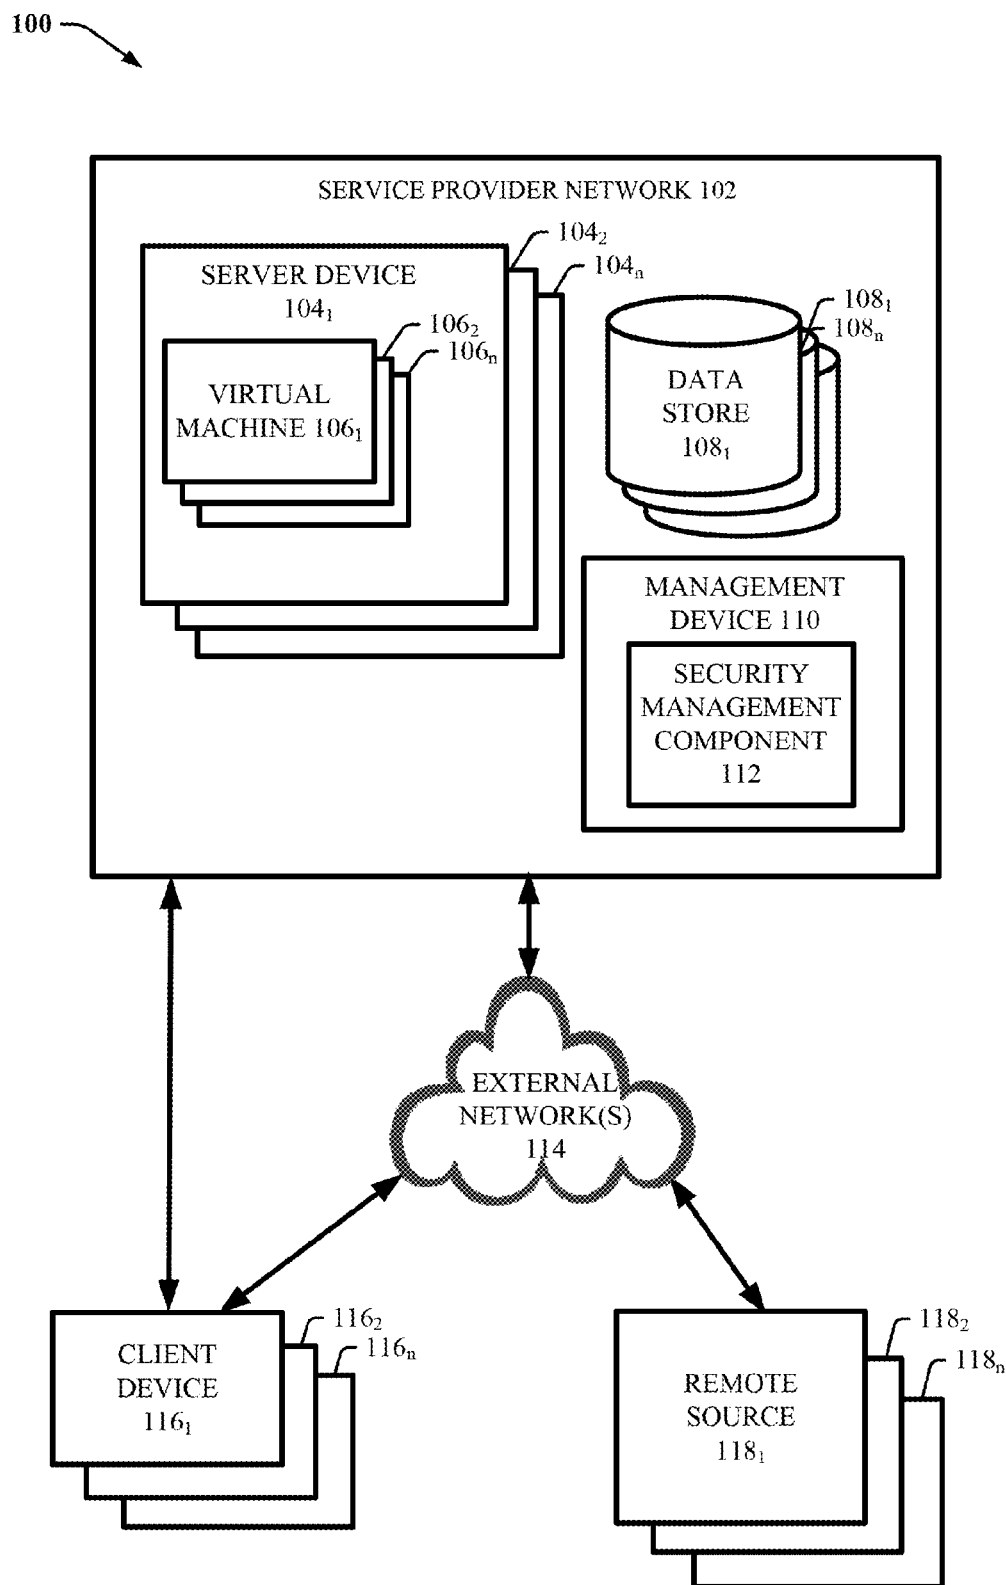 100
SERVICE PROVIDER NETWORK 102
104₂
104ₙ
SERVER DEVICE
104₁
106₂
106ₙ
VIRTUAL
MACHINE 106₁
108₁
108ₙ
DATA
STORE
108₁
MANAGEMENT
DEVICE 110
SECURITY
MANAGEMENT
COMPONENT
112
EXTERNAL
NETWORK(S)
114
116₂
116ₙ
CLIENT
DEVICE
116₁
118₂
118ₙ
REMOTE
SOURCE
118₁